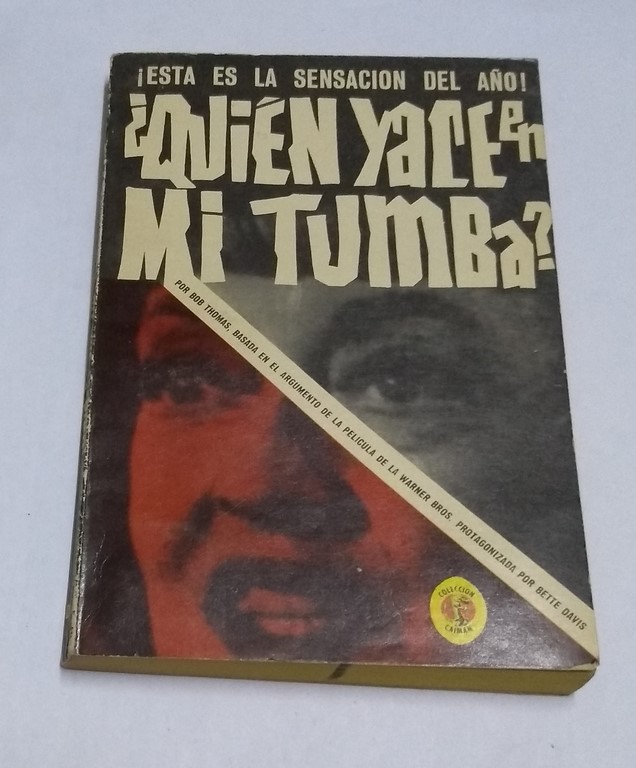 ¡ESTA ES LA SENSACION DEL AÑO!
¿QUiÉN YaCE en
Mi TUMBa?
POR BOB THOMAS, BASADA EN EL ARGUMENTO DE LA PELICULA DE LA WARNER BROS. PROTAGONIZADA POR BETTE DAVIS
COLECCION
CAIMAN